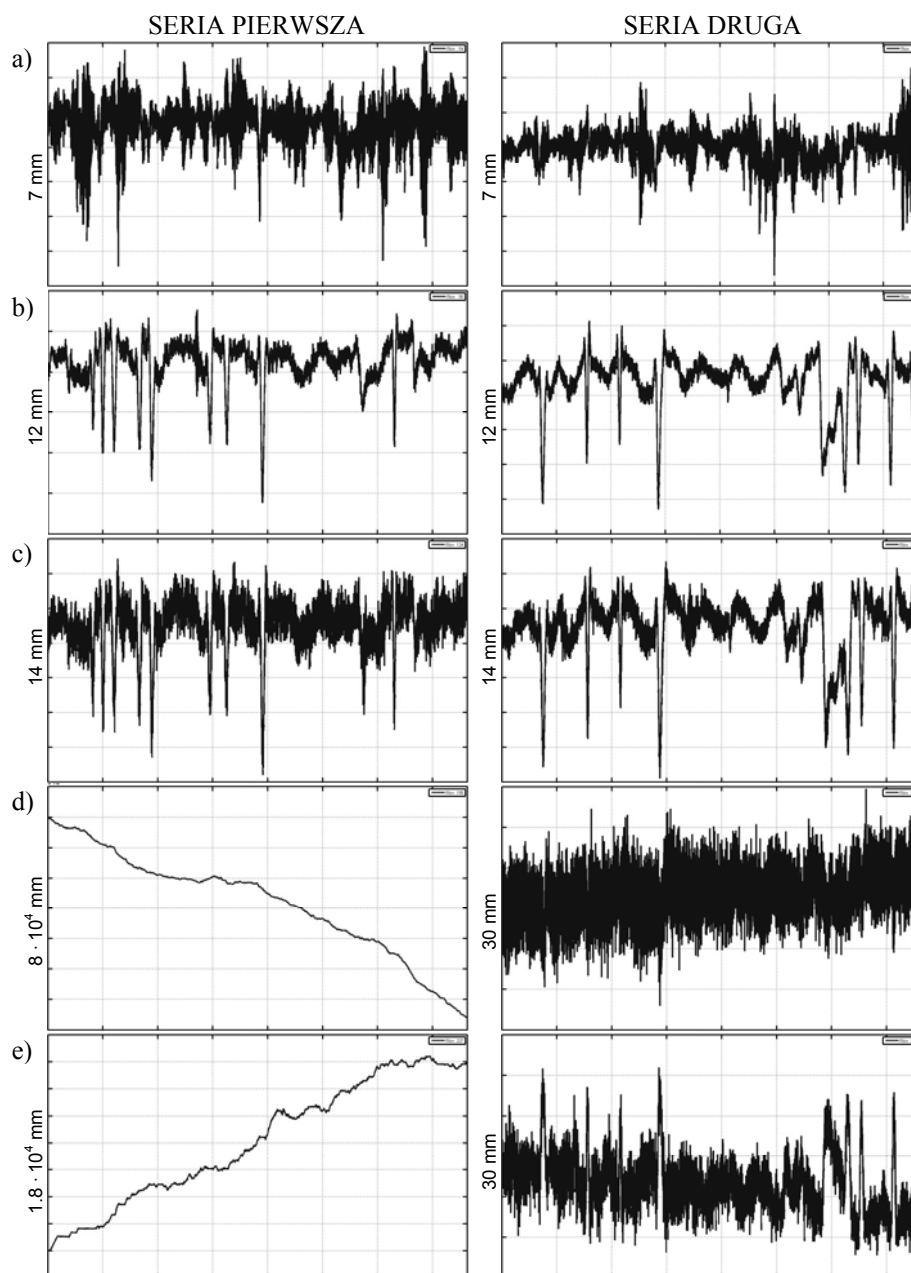 SERIA PIERWSZA
SERIA DRUGA
a)
7 mm
7 mm
b)
12 mm
12 mm
c)
14 mm
14 mm
d)
8 · 10⁴ mm
30 mm
e)
1.8 · 10⁴ mm
30 mm